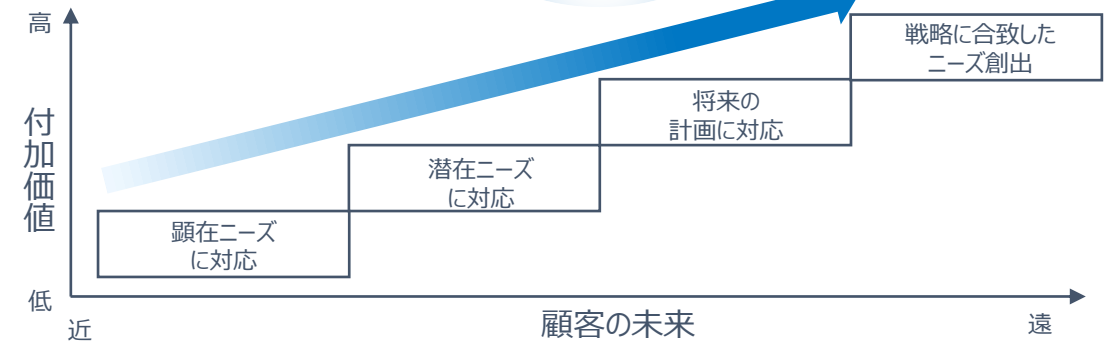 高
付加価値
低
戦略に合致した
ニーズ創出
将来の
計画に対応
潜在ニーズ
に対応
顕在ニーズ
に対応
近
顧客の未来
遠